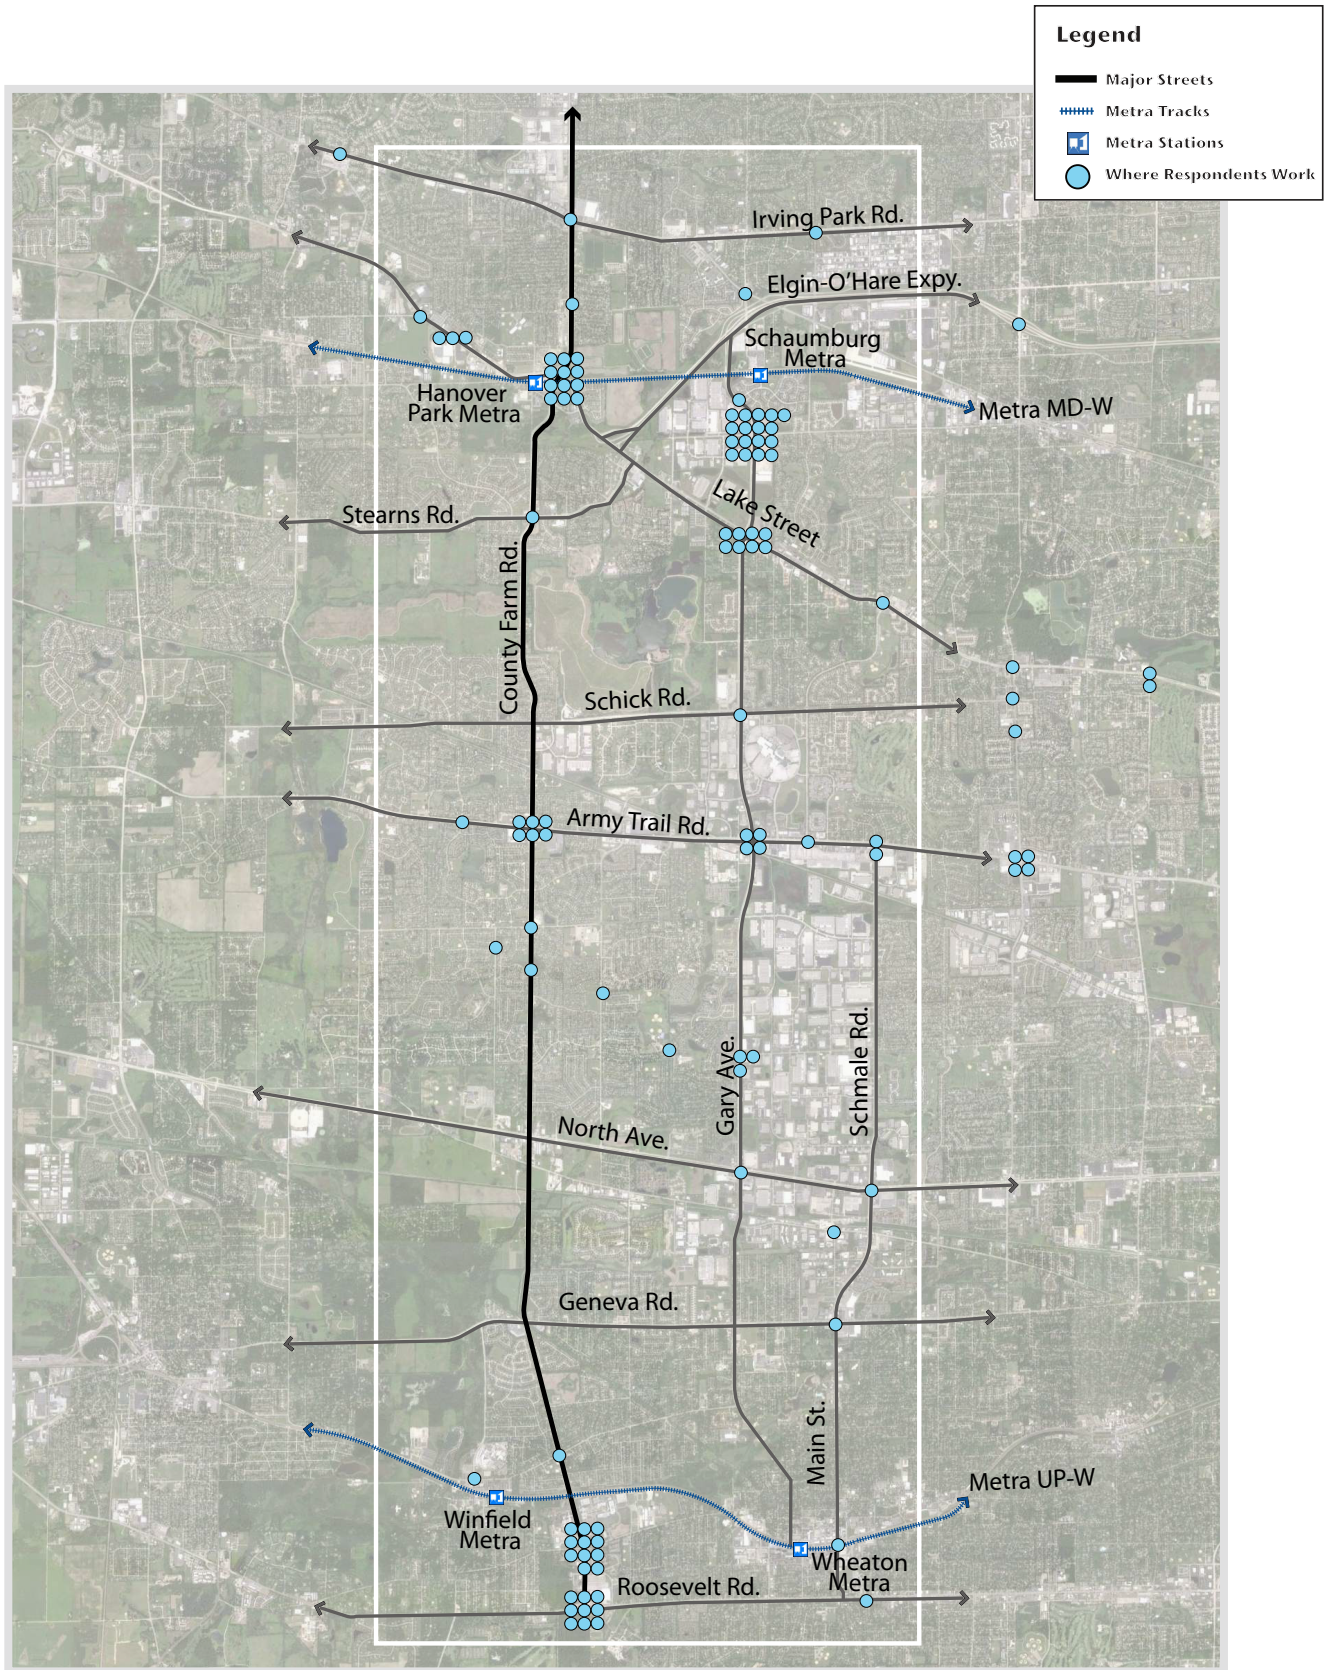 Legend
Major Streets
Metra Tracks
Metra Stations
Where Respondents Work
Irving Park Rd.
Elgin-O'Hare Expy.
Schaumburg
Metra
Hanover
Park Metra
Metra MD-W
Lake Street
Stearns Rd.
County Farm Rd.
Schick Rd.
Army Trail Rd.
Gary Ave.
Schmale Rd.
North Ave.
Geneva Rd.
Main St.
Metra UP-W
Winfield
Metra
Wheaton
Metra
Roosevelt Rd.